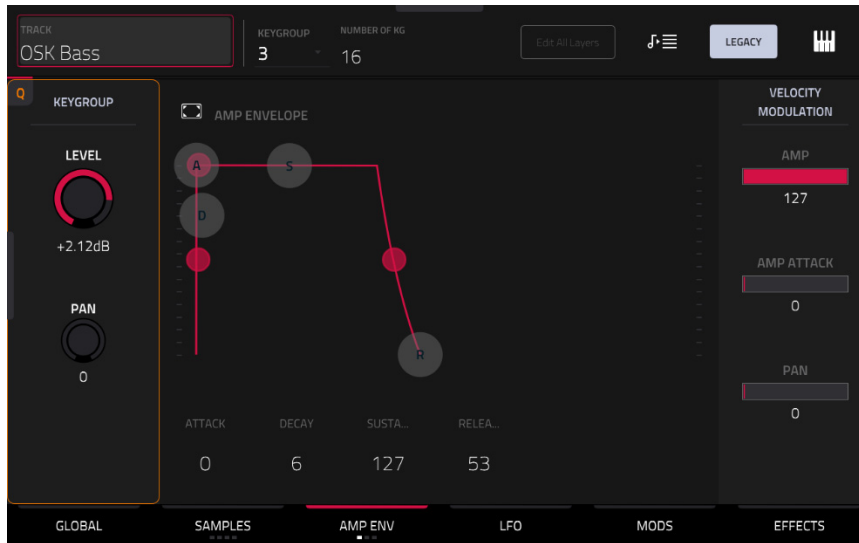 TRACK
OSK Bass
KEYGROUP
3
NUMBER OF KG
16
Edit All Layers
LEGACY
Q
KEYGROUP
LEVEL
+2.12dB
PAN
0
AMP ENVELOPE
A
S
D
R
ATTACK
DECAY
SUSTA...
RELEA...
0
6
127
53
VELOCITY
MODULATION
AMP
127
AMP ATTACK
0
PAN
0
GLOBAL
SAMPLES
AMP ENV
LFO
MODS
EFFECTS